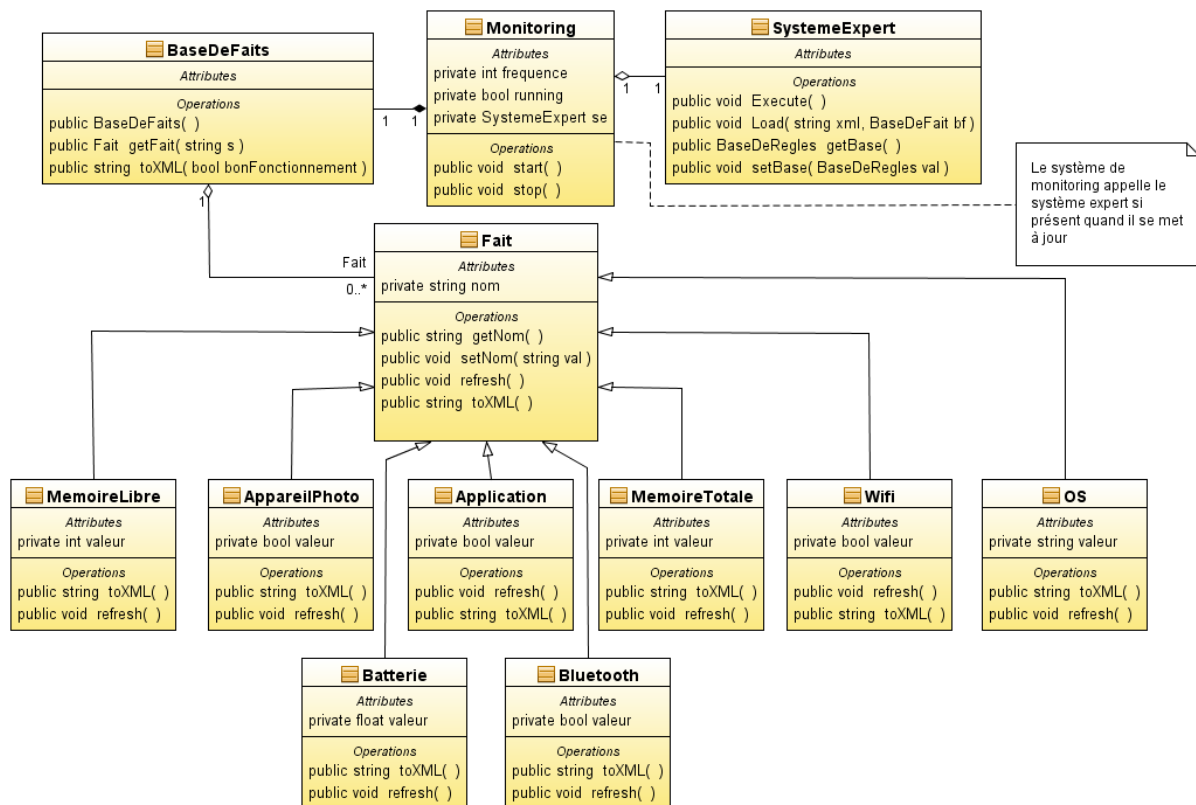 BaseDeFaits
Attributes
Operations
public BaseDeFaits( )
public Fait getFait( string s )
public string toXML( bool bonFonctionnement )
1
1
1
Monitoring
Attributes
private int frequence
private bool running
private SystemeExpert se
Operations
public void start( )
public void stop( )
1
1
SystemeExpert
Attributes
Operations
public void Execute( )
public void Load( string xml, BaseDeFait bf )
public BaseDeRegles getBase( )
public void setBase( BaseDeRegles val )
Le système de
monitoring appelle le
système expert si
présent quand il se met
à jour
Fait
0..*
Fait
Attributes
private string nom
Operations
public string getNom( )
public void setNom( string val )
public void refresh( )
public string toXML( )
MemoireLibre
Attributes
private int valeur
Operations
public string toXML( )
public void refresh( )
AppareilPhoto
Attributes
private bool valeur
Operations
public string toXML( )
public void refresh( )
Application
Attributes
private bool valeur
Operations
public void refresh( )
public string toXML( )
MemoireTotale
Attributes
private int valeur
Operations
public string toXML( )
public void refresh( )
Wifi
Attributes
private bool valeur
Operations
public void refresh( )
public string toXML( )
OS
Attributes
private string valeur
Operations
public string toXML( )
public void refresh( )
Batterie
Attributes
private float valeur
Operations
public string toXML( )
public void refresh( )
Bluetooth
Attributes
private bool valeur
Operations
public string toXML( )
public void refresh( )